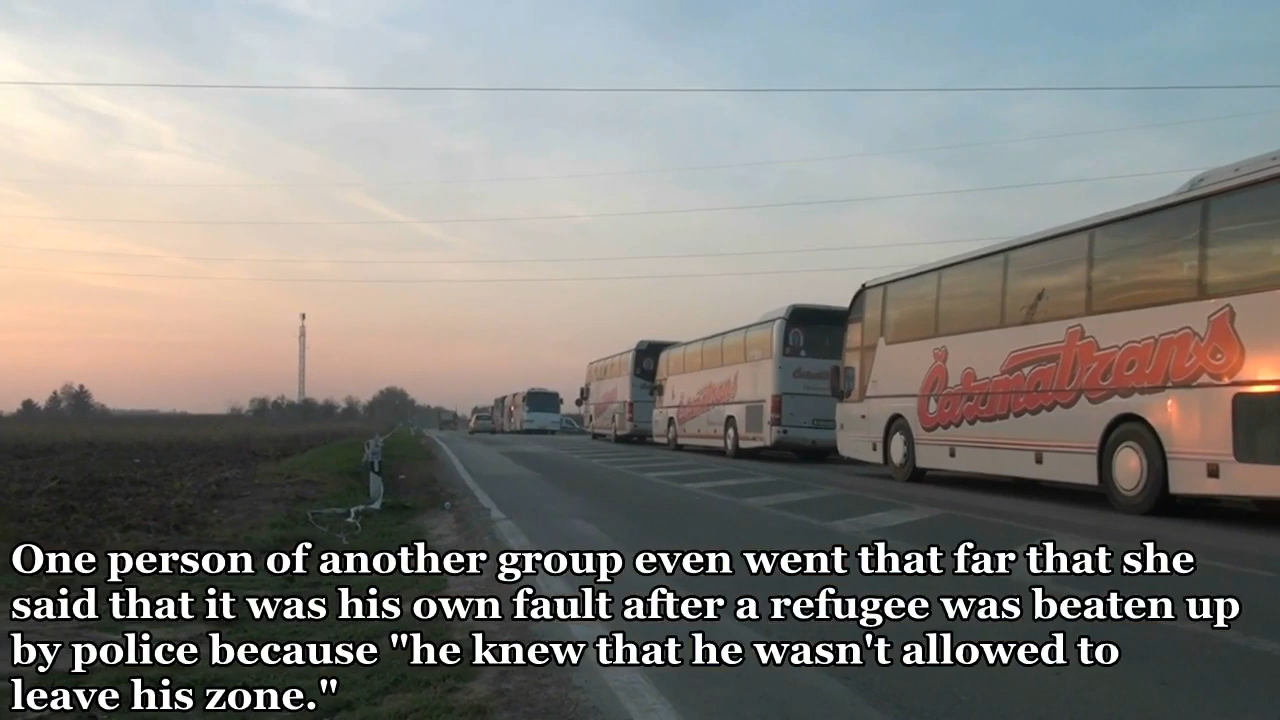 Čarzmatrans
One person of another group even went that far that she
said that it was his own fault after a refugee was beaten up
by police because "he knew that he wasn't allowed to
leave his zone."